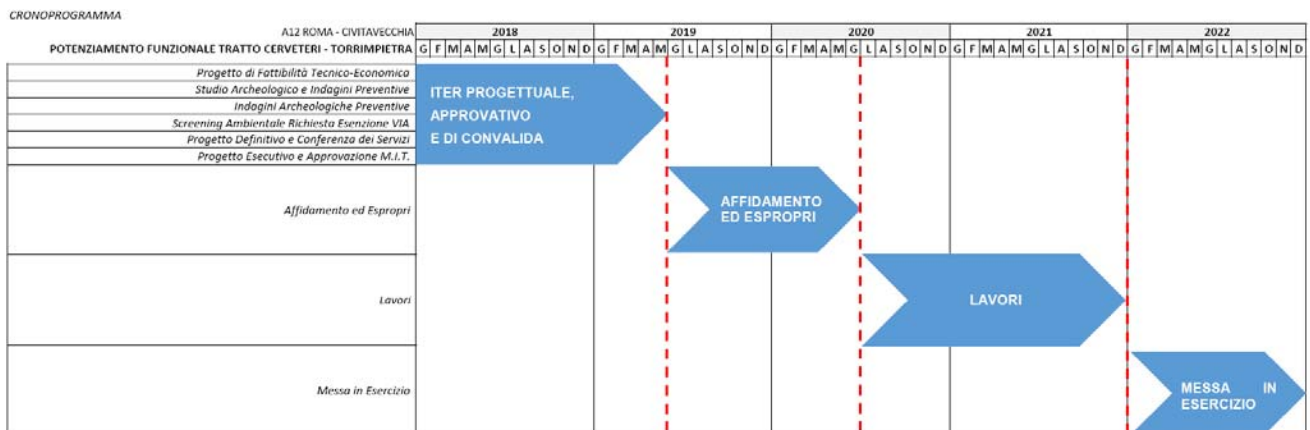 CRONOPROGRAMMA
A12 ROMA - CIVITAVECCHIA 2018 2019 2020 2021 2022
POTENZIAMENTO FUNZIONALE TRATTO CERVETERI - TORRIMPIETRA G F M A M G L A S O N D G F M A M G L A S O N D G F M A M G L A S O N D G F M A M G L A S O N D G F M A M G L A S O N D
Progetto di Fattibilità Tecnico-Economica
Studio Archeologico e Indagini Preventive
Indagini Archeologiche Preventive
Screening Ambientale Richiesta Esenzione VIA
Progetto Definitivo e Conferenza dei Servizi
Progetto Esecutivo e Approvazione M.I.T.
ITER PROGETTUALE,
APPROVATIVO
E DI CONVALIDA
Affidamento ed Espropri
AFFIDAMENTO
ED ESPROPRI
Lavori
LAVORI
Messa in Esercizio
MESSA IN
ESERCIZIO